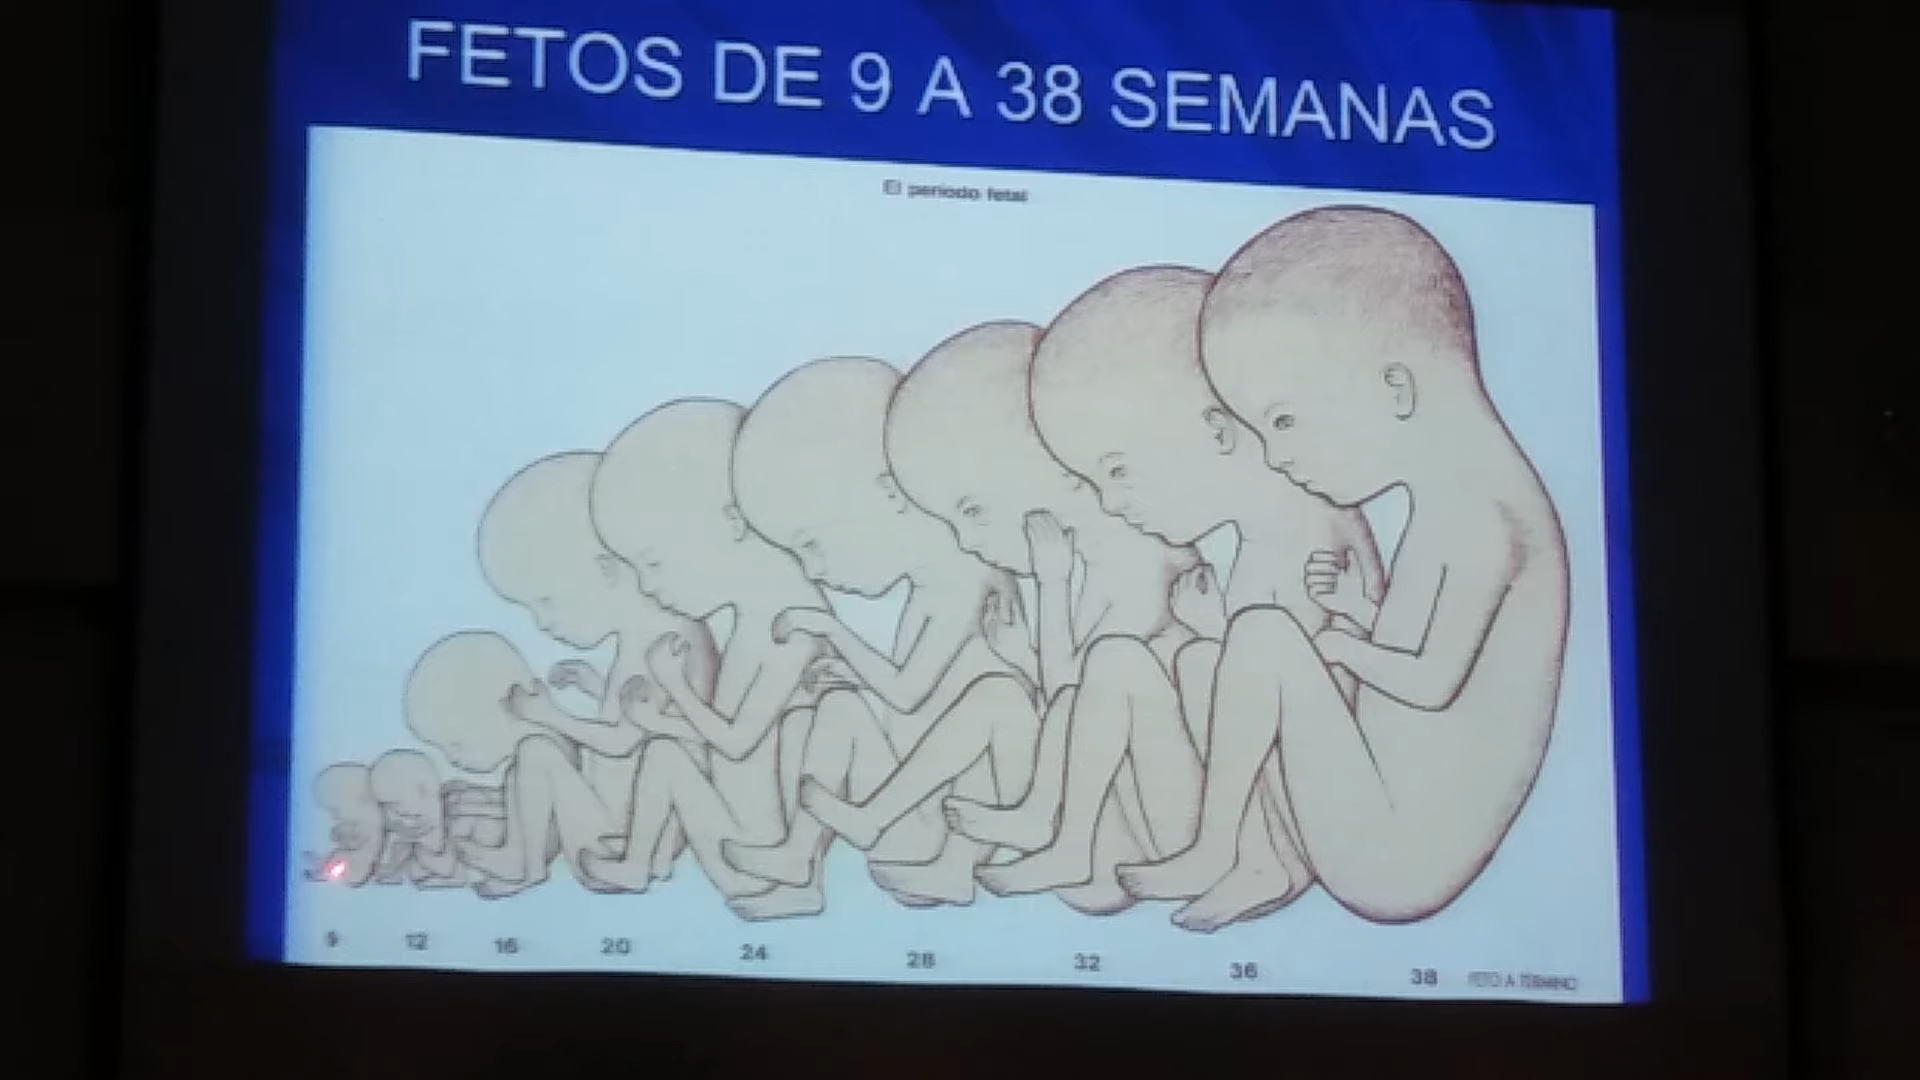 FETOS DE 9 A 38 SEMANAS
El periodo fetal
9 12 16 20 24 28 32 36 38 FETO A TERMINO